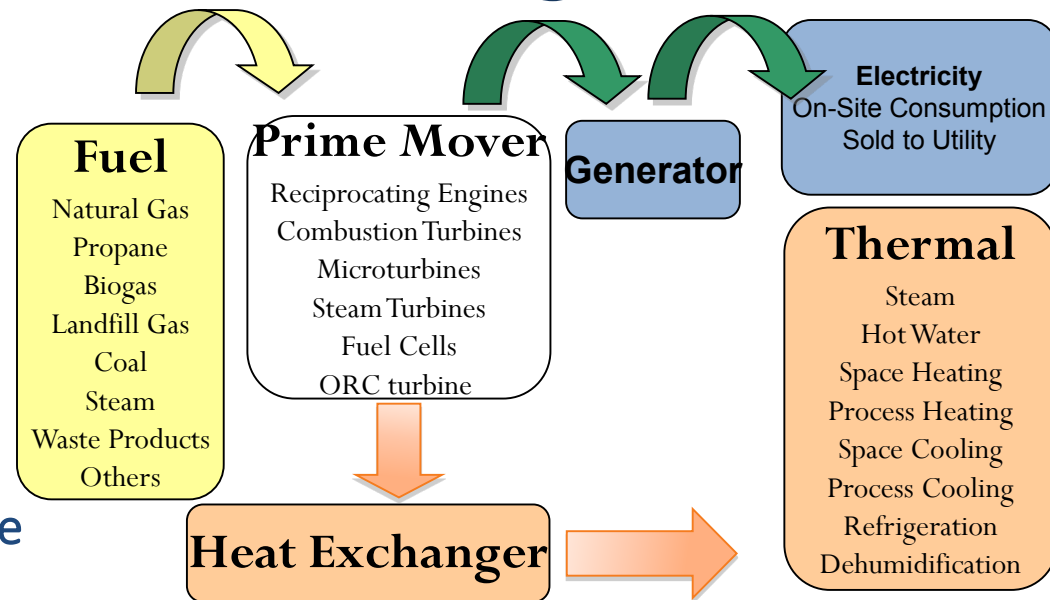 Fuel
Natural Gas
Propane
Biogas
Landfill Gas
Coal
Steam
Waste Products
Others
Prime Mover
Reciprocating Engines
Combustion Turbines
Microturbines
Steam Turbines
Fuel Cells
ORC turbine
Generator
Electricity
On-Site Consumption
Sold to Utility
Thermal
Steam
Hot Water
Space Heating
Process Heating
Space Cooling
Process Cooling
Refrigeration
Dehumidification
e
Heat Exchanger